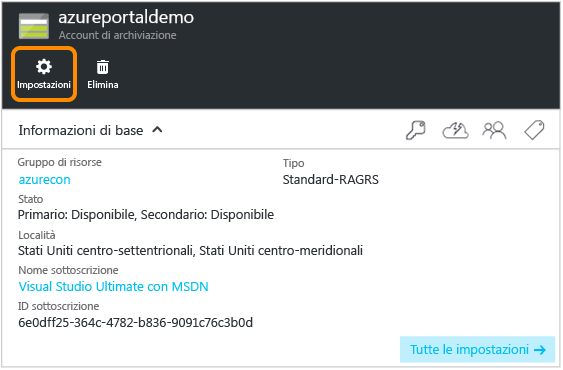 azureportaldemo
Account di archiviazione
Impostazioni
Elimina
Informazioni di base
Gruppo di risorse
azurecon
Tipo
Standard-RAGRS
Stato
Primario: Disponibile, Secondario: Disponibile
Località
Stati Uniti centro-settentrionali, Stati Uniti centro-meridionali
Nome sottoscrizione
Visual Studio Ultimate con MSDN
ID sottoscrizione
6e0dff25-364c-4782-b836-9091c76c3b0d
Tutte le impostazioni →